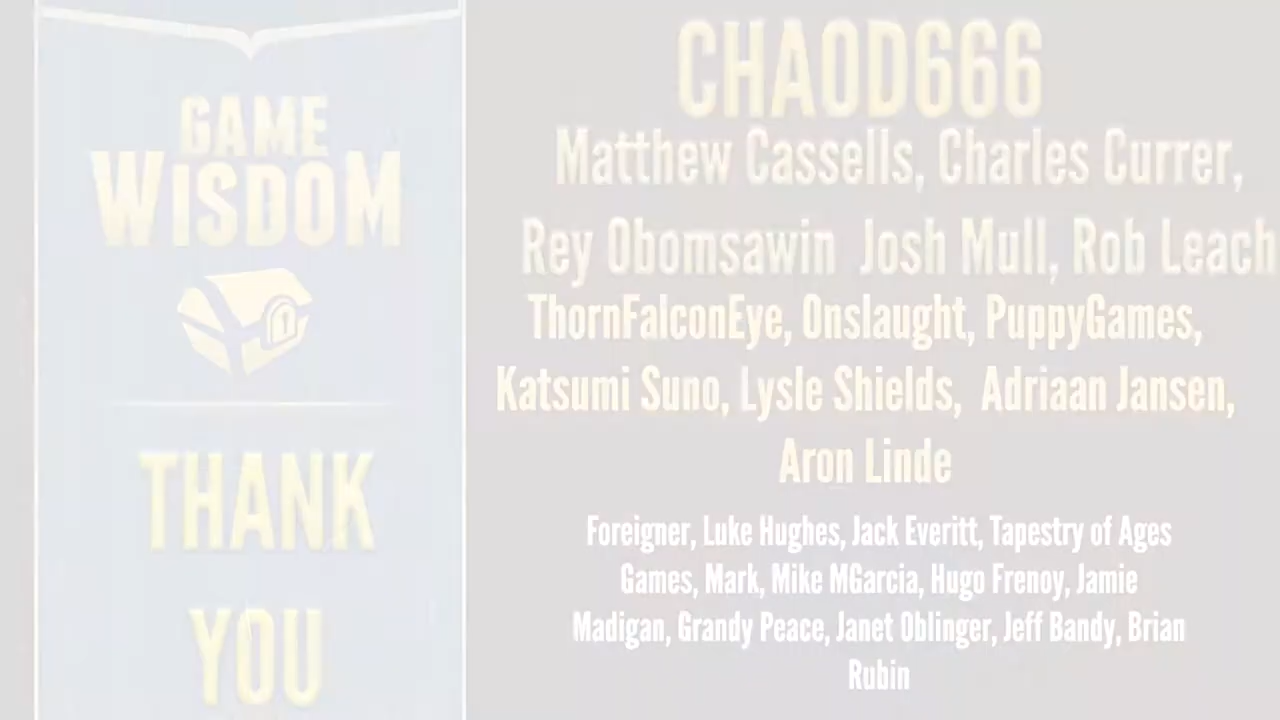 GAME
WISDOM
THANK
YOU
CHAOD666
Matthew Cassells, Charles Currer,
Rey Obomsawin Josh Mull, Rob Leach
ThornFalconEye, Onslaught, PuppyGames,
Katsumi Suno, Lysle Shields, Adriaan Jansen,
Aron Linde
Foreigner, Luke Hughes, Jack Everitt, Tapestry of Ages
Games, Mark, Mike MGarcia, Hugo Frenoy, Jamie
Madigan, Grandy Peace, Janet Oblinger, Jeff Bandy, Brian
Rubin